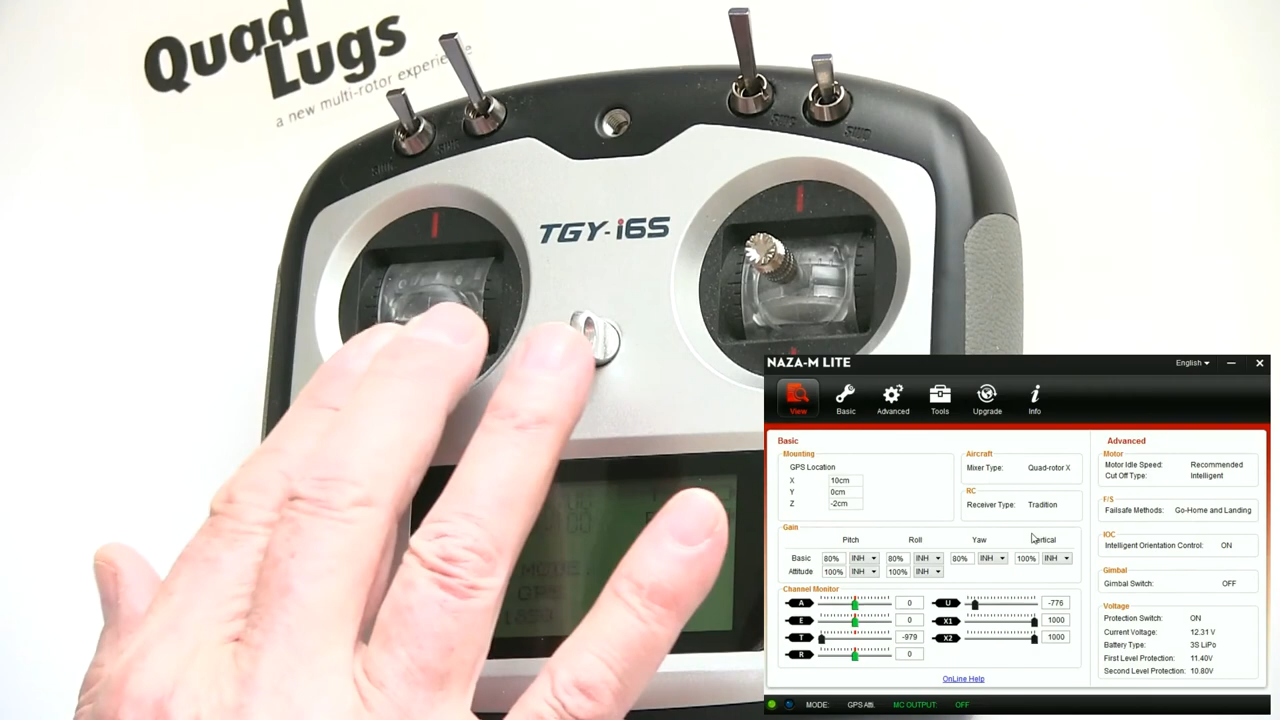 Quad
Lugs
a new multi-rotor experience
SWC
SWD
TGY-i6S
NAZA-M LITE
English
View
Basic
Advanced
Tools
Upgrade
Info
Basic
Mounting
GPS Location
X 10cm
Y 0cm
Z -2cm
Aircraft
Mixer Type: Quad-rotor X
RC
Receiver Type: Tradition
Gain
Pitch Roll Yaw
Basic 80% INH 80% INH 80% INH 100% INH
Attitude 100% INH 100% INH
Channel Monitor
A 0 U -776
E 0 X1 1000
T -979 X2 1000
R 0
OnLine Help
Advanced
Motor
Motor Idle Speed: Recommended
Cut Off Type: Intelligent
F/S
Failsafe Methods: Go-Home and Landing
IOC
Intelligent Orientation Control: ON
Gimbal
Gimbal Switch: OFF
Voltage
Protection Switch: ON
Current Voltage: 12.31 V
Battery Type: 3S LiPo
First Level Protection: 11.40V
Second Level Protection: 10.80V
MODE: GPS Atti. MC OUTPUT: OFF